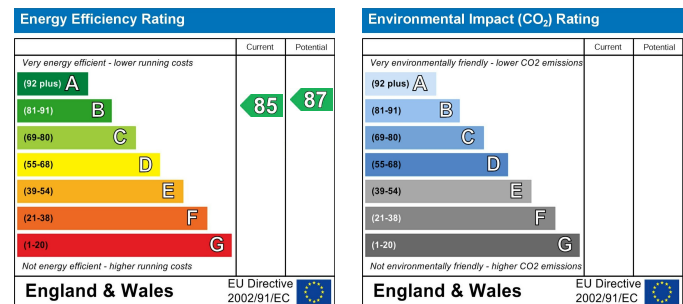 Energy Efficiency Rating
Current Potential
Very energy efficient - lower running costs
(92 plus) A
(81-91) B
(69-80) C
(55-68) D
(39-54) E
(21-38) F
(1-20) G
85
87
Not energy efficient - higher running costs
England & Wales
EU Directive
2002/91/EC
Environmental Impact (CO₂) Rating
Current Potential
Very environmentally friendly - lower CO2 emissions
(92 plus) A
(81-91) B
(69-80) C
(55-68) D
(39-54) E
(21-38) F
(1-20) G
Not environmentally friendly - higher CO2 emissions
England & Wales
EU Directive
2002/91/EC